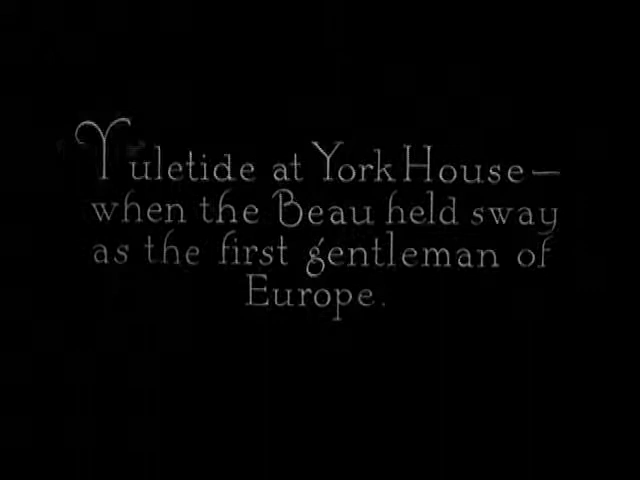 Yuletide at York House—
when the Beau held sway
as the first gentleman of
Europe.